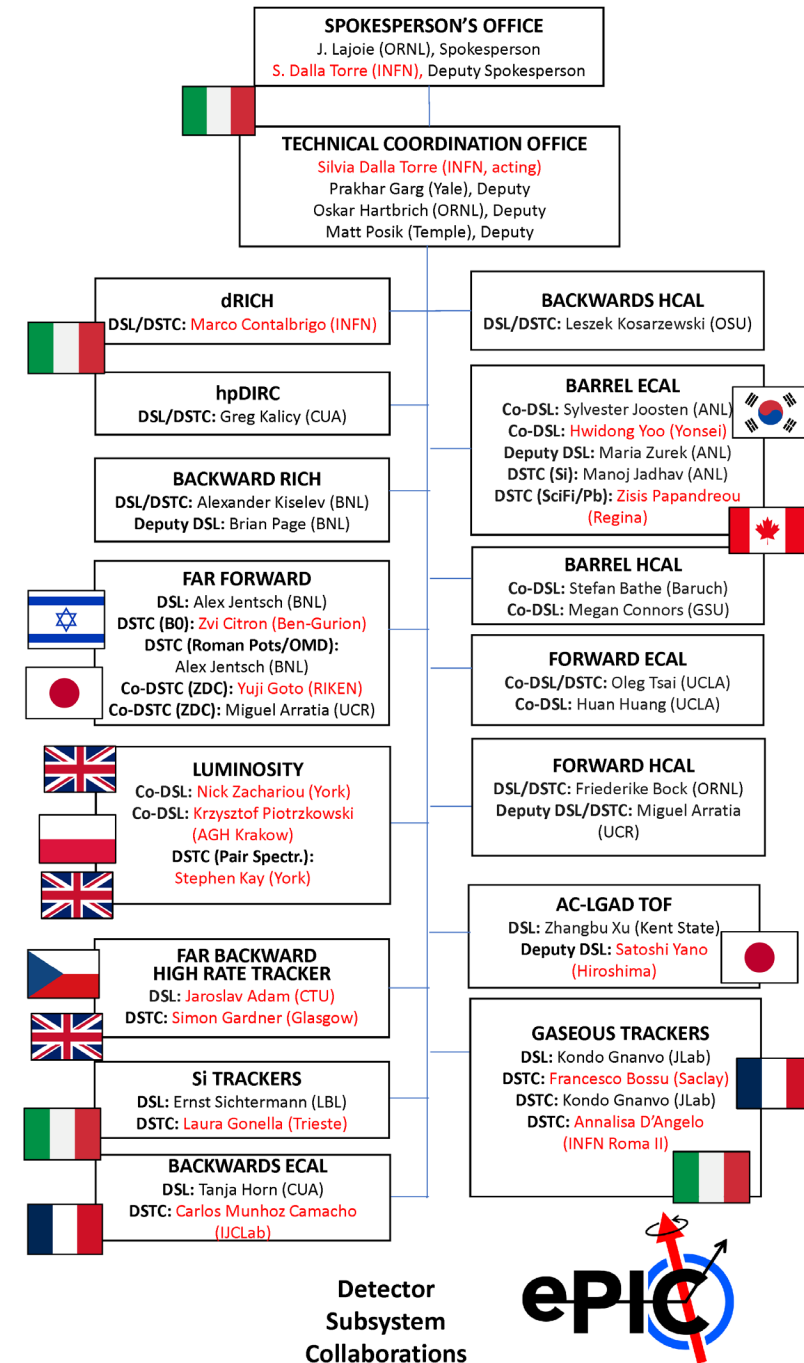 SPOKESPERSON'S OFFICE
J. Lajoie (ORNL), Spokesperson
S. Dalla Torre (INFN), Deputy Spokesperson
TECHNICAL COORDINATION OFFICE
Silvia Dalla Torre (INFN, acting)
Prakhar Garg (Yale), Deputy
Oskar Hartbrich (ORNL), Deputy
Matt Posik (Temple), Deputy
dRICH
DSL/DSTC: Marco Contalbrigo (INFN)
hpDIRC
DSL/DSTC: Greg Kalicy (CUA)
BACKWARD RICH
DSL/DSTC: Alexander Kiselev (BNL)
Deputy DSL: Brian Page (BNL)
FAR FORWARD
DSL: Alex Jentsch (BNL)
DSTC (B0): Zvi Citron (Ben-Gurion)
DSTC (Roman Pots/OMD):
Alex Jentsch (BNL)
Co-DSTC (ZDC): Yuji Goto (RIKEN)
Co-DSTC (ZDC): Miguel Arratia (UCR)
LUMINOSITY
Co-DSL: Nick Zachariou (York)
Co-DSL: Krzysztof Piotrzkowski
(AGH Krakow)
DSTC (Pair Spectr.):
Stephen Kay (York)
FAR BACKWARD
HIGH RATE TRACKER
DSL: Jaroslav Adam (CTU)
DSTC: Simon Gardner (Glasgow)
Si TRACKERS
DSL: Ernst Sichtermann (LBL)
DSTC: Laura Gonella (Trieste)
BACKWARDS ECAL
DSL: Tanja Horn (CUA)
DSTC: Carlos Munhoz Camacho
(IJCLab)
BACKWARDS HCAL
DSL/DSTC: Leszek Kosarzewski (OSU)
BARREL ECAL
Co-DSL: Sylvester Joosten (ANL)
Co-DSL: Hwidong Yoo (Yonsei)
Deputy DSL: Maria Zurek (ANL)
DSTC (Si): Manoj Jadhav (ANL)
DSTC (SciFi/Pb): Zisis Papandreou
(Regina)
BARREL HCAL
Co-DSL: Stefan Bathe (Baruch)
Co-DSL: Megan Connors (GSU)
FORWARD ECAL
Co-DSL/DSTC: Oleg Tsai (UCLA)
Co-DSL: Huan Huang (UCLA)
FORWARD HCAL
DSL/DSTC: Friederike Bock (ORNL)
Deputy DSL/DSTC: Miguel Arratia
(UCR)
AC-LGAD TOF
DSL: Zhangbu Xu (Kent State)
Deputy DSL: Satoshi Yano
(Hiroshima)
GASEOUS TRACKERS
DSL: Kondo Gnanvo (JLab)
DSTC: Francesco Bossu (Saclay)
DSTC: Kondo Gnanvo (JLab)
DSTC: Annalisa D'Angelo
(INFN Roma II)
Detector
Subsystem
Collaborations
ePIC